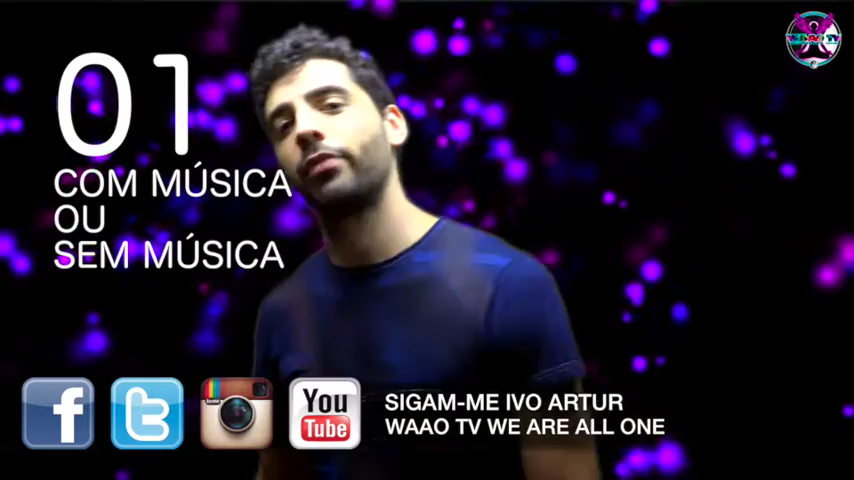 01
COM MÚSICA
OU
SEM MÚSICA
f
t
You
Tube
SIGAM-ME IVO ARTUR
WAAO TV WE ARE ALL ONE